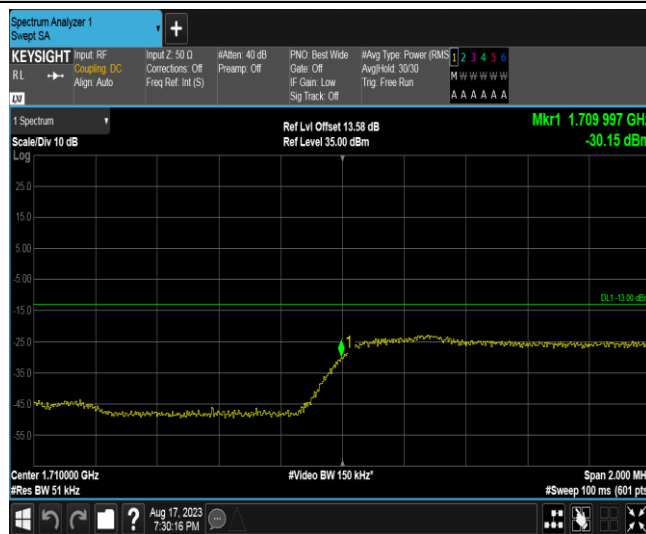 Spectrum Analyzer 1
Swept SA
+
KEYSIGHT Input: RF Input Z: 50 Ω #Atten: 40 dB PNO: Best Wide #Avg Type: Power (RMS 1 2 3 4 5 6
RL Coupling: DC Corrections: Off Preamp: Off Gate: Off Avg|Hold: 30/30 M W W W W W
Align: Auto Freq Ref: Int (S) IF Gain: Low Trig: Free Run
Sig Track: Off A A A A A A
LXI
1 Spectrum Ref Lvl Offset 13.58 dB Mkr1 1.709 997 GHz
Scale/Div 10 dB Ref Level 35.00 dBm -30.15 dBm
Log
25.0
15.0
5.00
-5.00
DL1 -13.00 dBm
-15.0
-25.0
1
-35.0
-45.0
-55.0
Center 1.710000 GHz #Video BW 150 kHz* Span 2.000 MH
#Res BW 51 kHz #Sweep 100 ms (601 pts
? Aug 17, 2023
7:30:16 PM